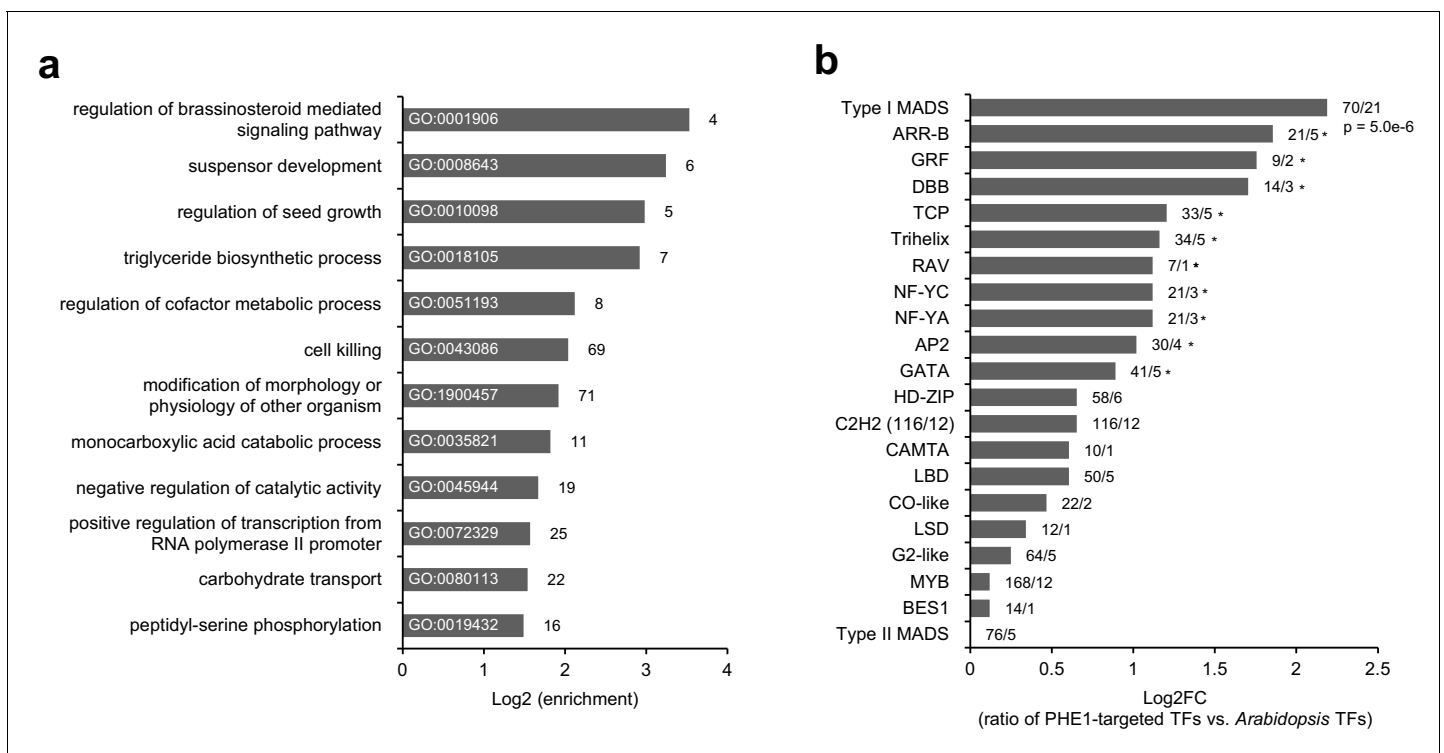 a
regulation of brassinosteroid mediated
signaling pathway
GO:0001906
4
suspensor development
GO:0008643
6
regulation of seed growth
GO:0010098
5
triglyceride biosynthetic process
GO:0018105
7
regulation of cofactor metabolic process
GO:0051193
8
cell killing
GO:0043086
69
modification of morphology or
physiology of other organism
GO:1900457
71
monocarboxylic acid catabolic process
GO:0035821
11
negative regulation of catalytic activity
GO:0045944
19
positive regulation of transcription from
RNA polymerase II promoter
GO:0072329
25
carbohydrate transport
GO:0080113
22
peptidyl-serine phosphorylation
GO:0019432
16
0 1 2 3 4
Log2 (enrichment)
b
Type I MADS 70/21
p = 5.0e-6
ARR-B 21/5 *
GRF 9/2 *
DBB 14/3 *
TCP 33/5 *
Trihelix 34/5 *
RAV 7/1 *
NF-YC 21/3 *
NF-YA 21/3 *
AP2 30/4 *
GATA 41/5 *
HD-ZIP 58/6
C2H2 (116/12) 116/12
CAMTA 10/1
LBD 50/5
CO-like 22/2
LSD 12/1
G2-like 64/5
MYB 168/12
BES1 14/1
Type II MADS 76/5
0 0.5 1 1.5 2 2.5
Log2FC
(ratio of PHE1-targeted TFs vs. Arabidopsis TFs)